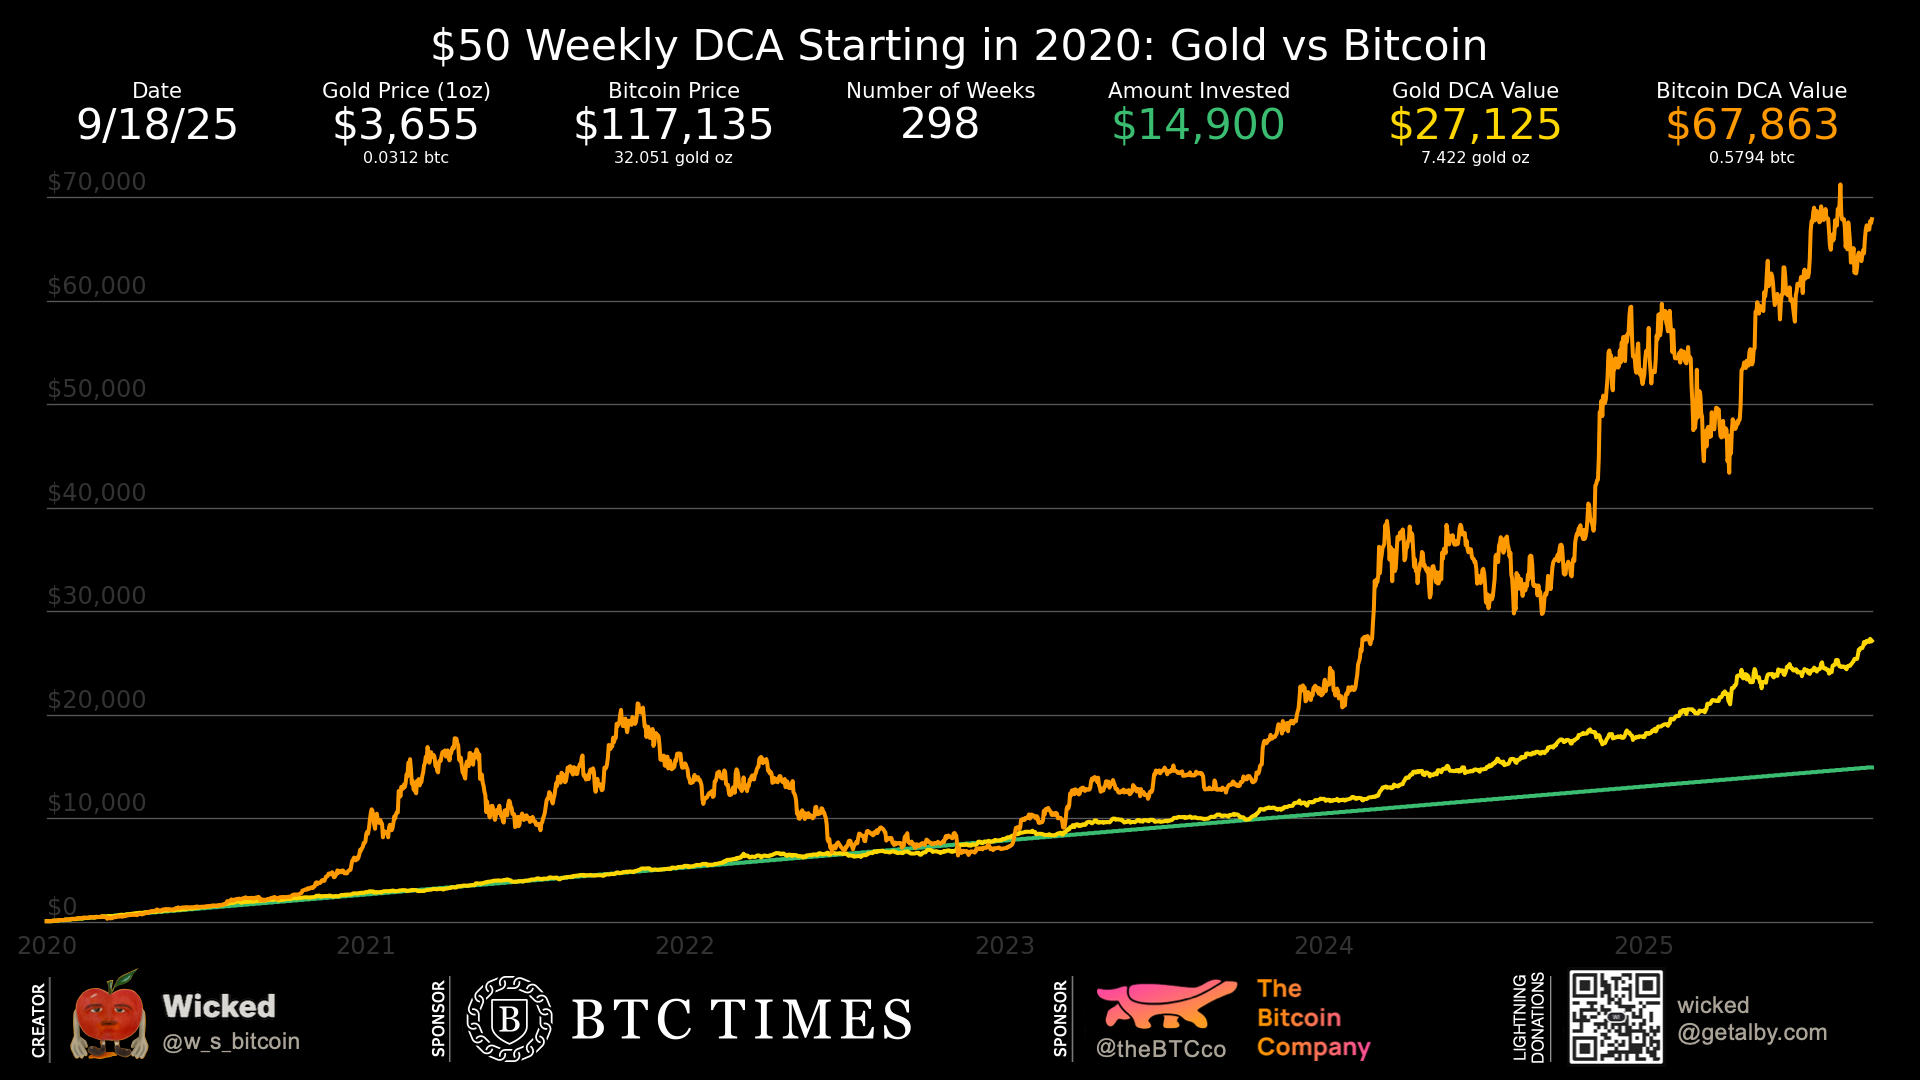 $50 Weekly DCA Starting in 2020: Gold vs Bitcoin
Date
9/18/25
Gold Price (1oz)
$3,655
0.0312 btc
Bitcoin Price
$117,135
32.051 gold oz
Number of Weeks
298
Amount Invested
$14,900
Gold DCA Value
$27,125
7.422 gold oz
Bitcoin DCA Value
$67,863
0.5794 btc
$70,000
$60,000
$50,000
$40,000
$30,000
$20,000
$10,000
$0
2020 2021 2022 2023 2024 2025
CREATOR
Wicked
@w_s_bitcoin
SPONSOR
B
BTC TIMES
SPONSOR
@theBTCco
The
Bitcoin
Company
LIGHTNING
DONATIONS
wicked
@getalby.com